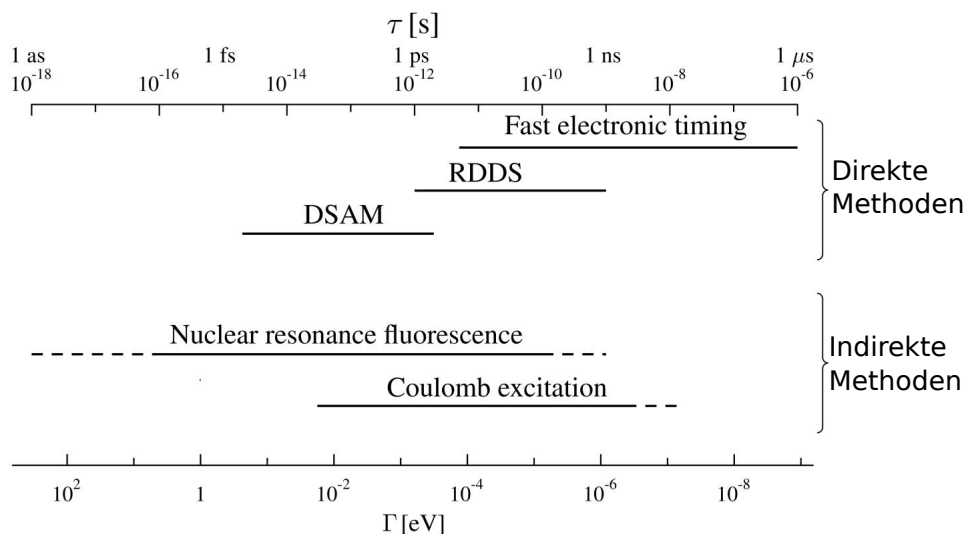 τ [s]
1 as 1 fs 1 ps 1 ns 1 μs
10⁻¹⁸ 10⁻¹⁶ 10⁻¹⁴ 10⁻¹² 10⁻¹⁰ 10⁻⁸ 10⁻⁶
Fast electronic timing
RDDS
DSAM
Direkte
Methoden
Nuclear resonance fluorescence
Coulomb excitation
Indirekte
Methoden
10² 1 10⁻² 10⁻⁴ 10⁻⁶ 10⁻⁸
Γ [eV]